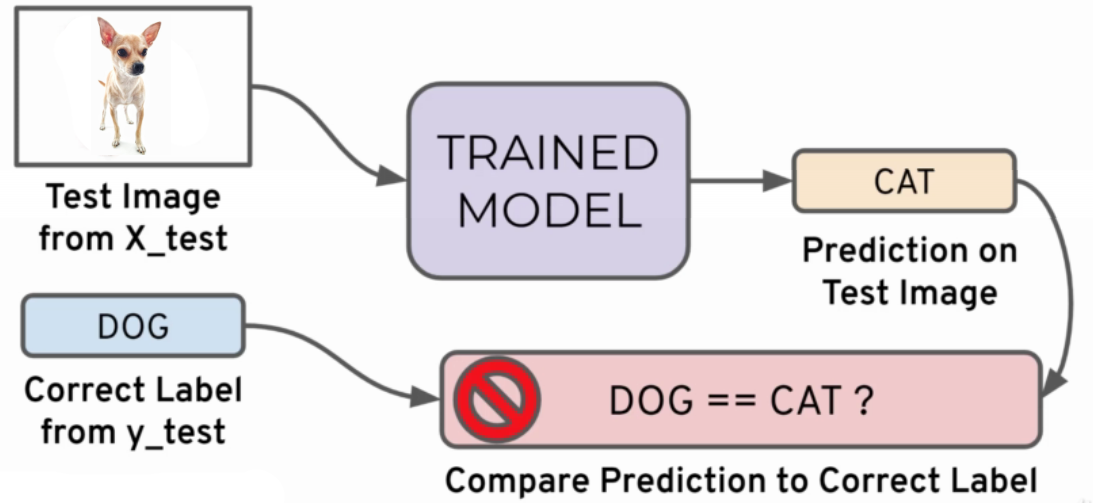 Test Image
from X_test
TRAINED
MODEL
CAT
Prediction on
Test Image
DOG
Correct Label
from y_test
DOG == CAT ?
Compare Prediction to Correct Label